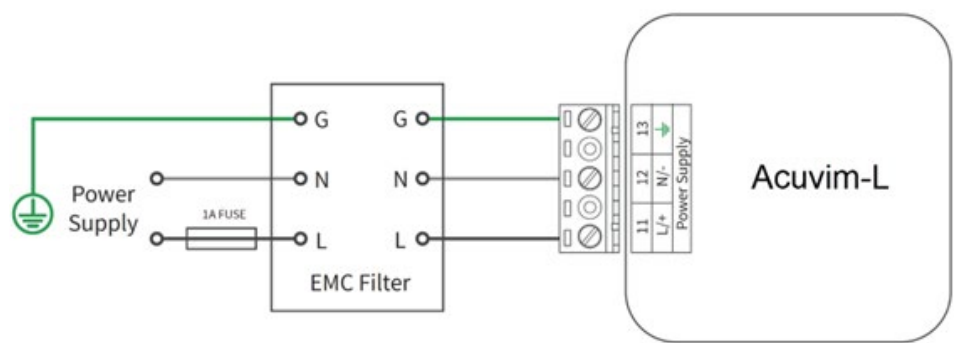 G G
N N
L L
Power
Supply
1A FUSE
EMC Filter
13
12 N/-
11 L/+
Power Supply
Acuvim-L